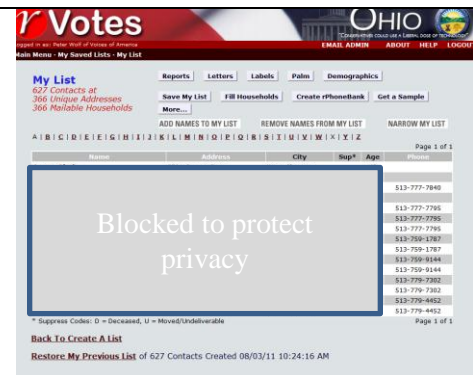 rVotes
OHIO
"CONSERVATIVES COULD USE A LIBERAL DOSE OF TECHNOLOGY"
logged in as: Peter Wolf of Voices of America
EMAIL ADMIN ABOUT HELP LOGOUT
Main Menu - My Saved Lists - My List
My List
627 Contacts at
366 Unique Addresses
366 Mailable Households
Reports Letters Labels Palm Demographics
Save My List Fill Households Create rPhoneBank Get a Sample
More...
ADD NAMES TO MY LIST REMOVE NAMES FROM MY LIST NARROW MY LIST
A | B | C | D | E | F | G | H | I | J | K | L | M | N | O | P | Q | R | S | T | U | V | W | X | Y | Z
Page 1 of 1
Name Address City Sup* Age Phone
513-777-7840
513-777-7795
513-777-7795
513-777-7795
513-759-1787
513-759-1787
513-759-9144
513-759-9144
513-779-7302
513-779-7302
513-779-4452
513-779-4452
Blocked to protect
privacy
* Suppress Codes: D = Deceased, U = Moved/Undeliverable
Page 1 of 1
Back To Create A List
Restore My Previous List of 627 Contacts Created 08/03/11 10:24:16 AM